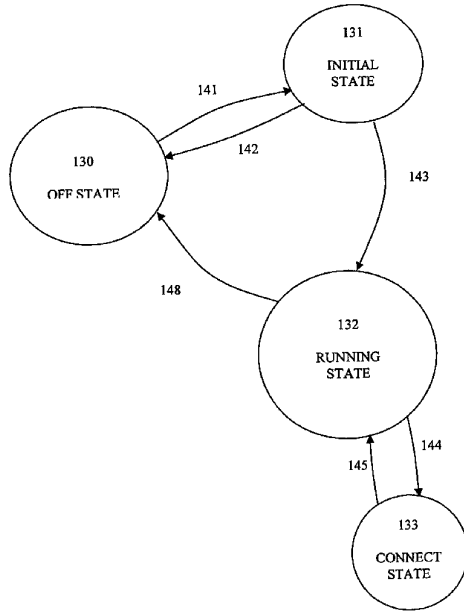 131
INITIAL
STATE
141
142
130
OFF STATE
143
148
132
RUNNING
STATE
145
144
133
CONNECT
STATE